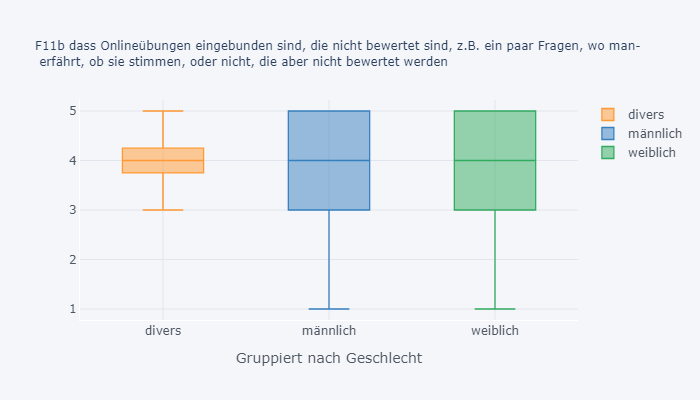 F11b dass Onlineübungen eingebunden sind, die nicht bewertet sind, z.B. ein paar Fragen, wo man-
erfährt, ob sie stimmen, oder nicht, die aber nicht bewertet werden
5
4
3
2
1
divers
männlich
weiblich
Gruppiert nach Geschlecht
divers
männlich
weiblich